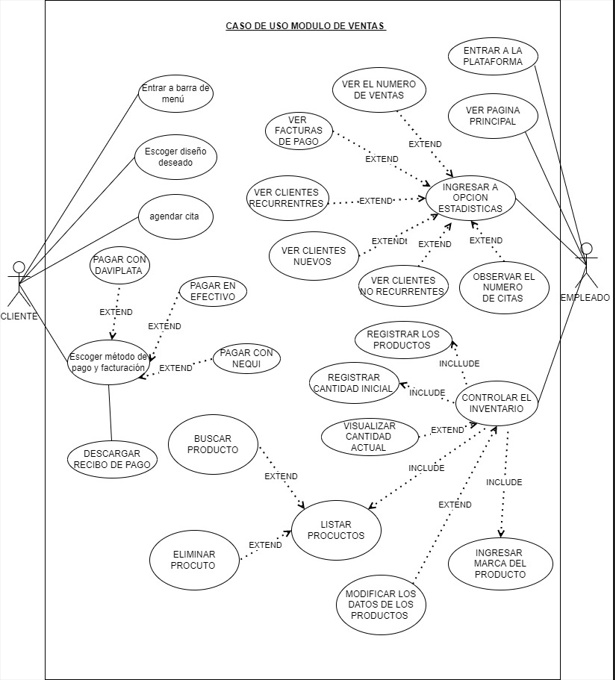 CASO DE USO MODULO DE VENTAS
ENTRAR A LA
PLATAFORMA
Entrar a barra de
menú
VER EL NUMERO
DE VENTAS
VER PAGINA
PRINCIPAL
VER
FACTURAS
DE PAGO
EXTEND
Escoger diseño
deseado
EXTEND
VER CLIENTES
RECURRENTRES
EXTEND
INGRESAR A
OPCION
ESTADISTICAS
agendar cita
EXTENDt
EXTEND
EXTEND
VER CLIENTES
NUEVOS
PAGAR CON
DAVIPLATA
VER CLIENTES
NO RECURRENTES
OBSERVAR EL
NUMERO
DE CITAS
PAGAR EN
EFECTIVO
EMPLEADO
CLIENTE
EXTEND
EXTEND
REGISTRAR LOS
PRODUCTOS
Escoger mètodo de
pago y facturación
EXTEND
PAGAR CON
NEQUI
INCLLUDE
REGISTRAR
CANTIDAD INICIAL
INCLUDE
CONTROLAR EL
INVENTARIO
VISUALIZAR
CANTIDAD
ACTUAL
EXTEND
BUSCAR
PRODUCTO
DESCARGAR
RECIBO DE PAGO
INCLUDE
EXTEND
INCLUDE
EXTEND
LISTAR
PROCUCTOS
EXTEND
ELIMINAR
PROCUTO
INGRESAR
MARCA DEL
PRODUCTO
MODIFICAR LOS
DATOS DE LOS
PRODUCTOS